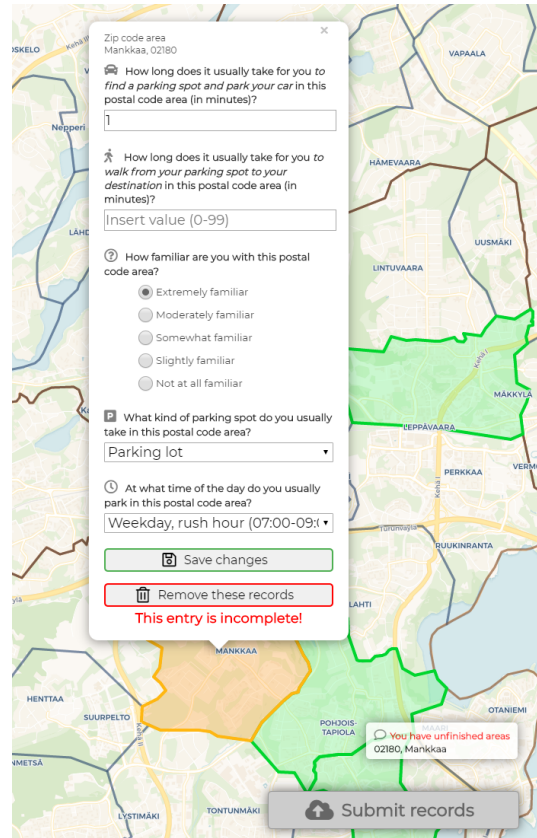 Zip code area
Mankkaa, 02180
×
How long does it usually take for you to
find a parking spot and park your car in this
postal code area (in minutes)?
1
How long does it usually take for you to
walk from your parking spot to your
destination in this postal code area (in
minutes)?
Insert value (0-99)
How familiar are you with this postal
code area?
Extremely familiar
Moderately familiar
Somewhat familiar
Slightly familiar
Not at all familiar
P
What kind of parking spot do you usually
take in this postal code area?
Parking lot
At what time of the day do you usually
park in this postal code area?
Weekday, rush hour (07:00-09:
Save changes
Remove these records
This entry is incomplete!
VAPAALA
Nepperi
HÄMEVAARA
UUSMÄKI
LINTUVAARA
Kehä I
MÄKKYLÄ
LEPPÄVAARA
PERKKAA
Kehä I
Turunväylä
RUUKINRANTA
LAHTI
MANKKAA
HENTTAA
SUURPELTO
Kehä II
POHJOIS-
TAPIOLA
OTANIEMI
You have unfinished areas
02180, Mankkaa
LYSTIMÄKI
TONTUNMÄKI
Submit records